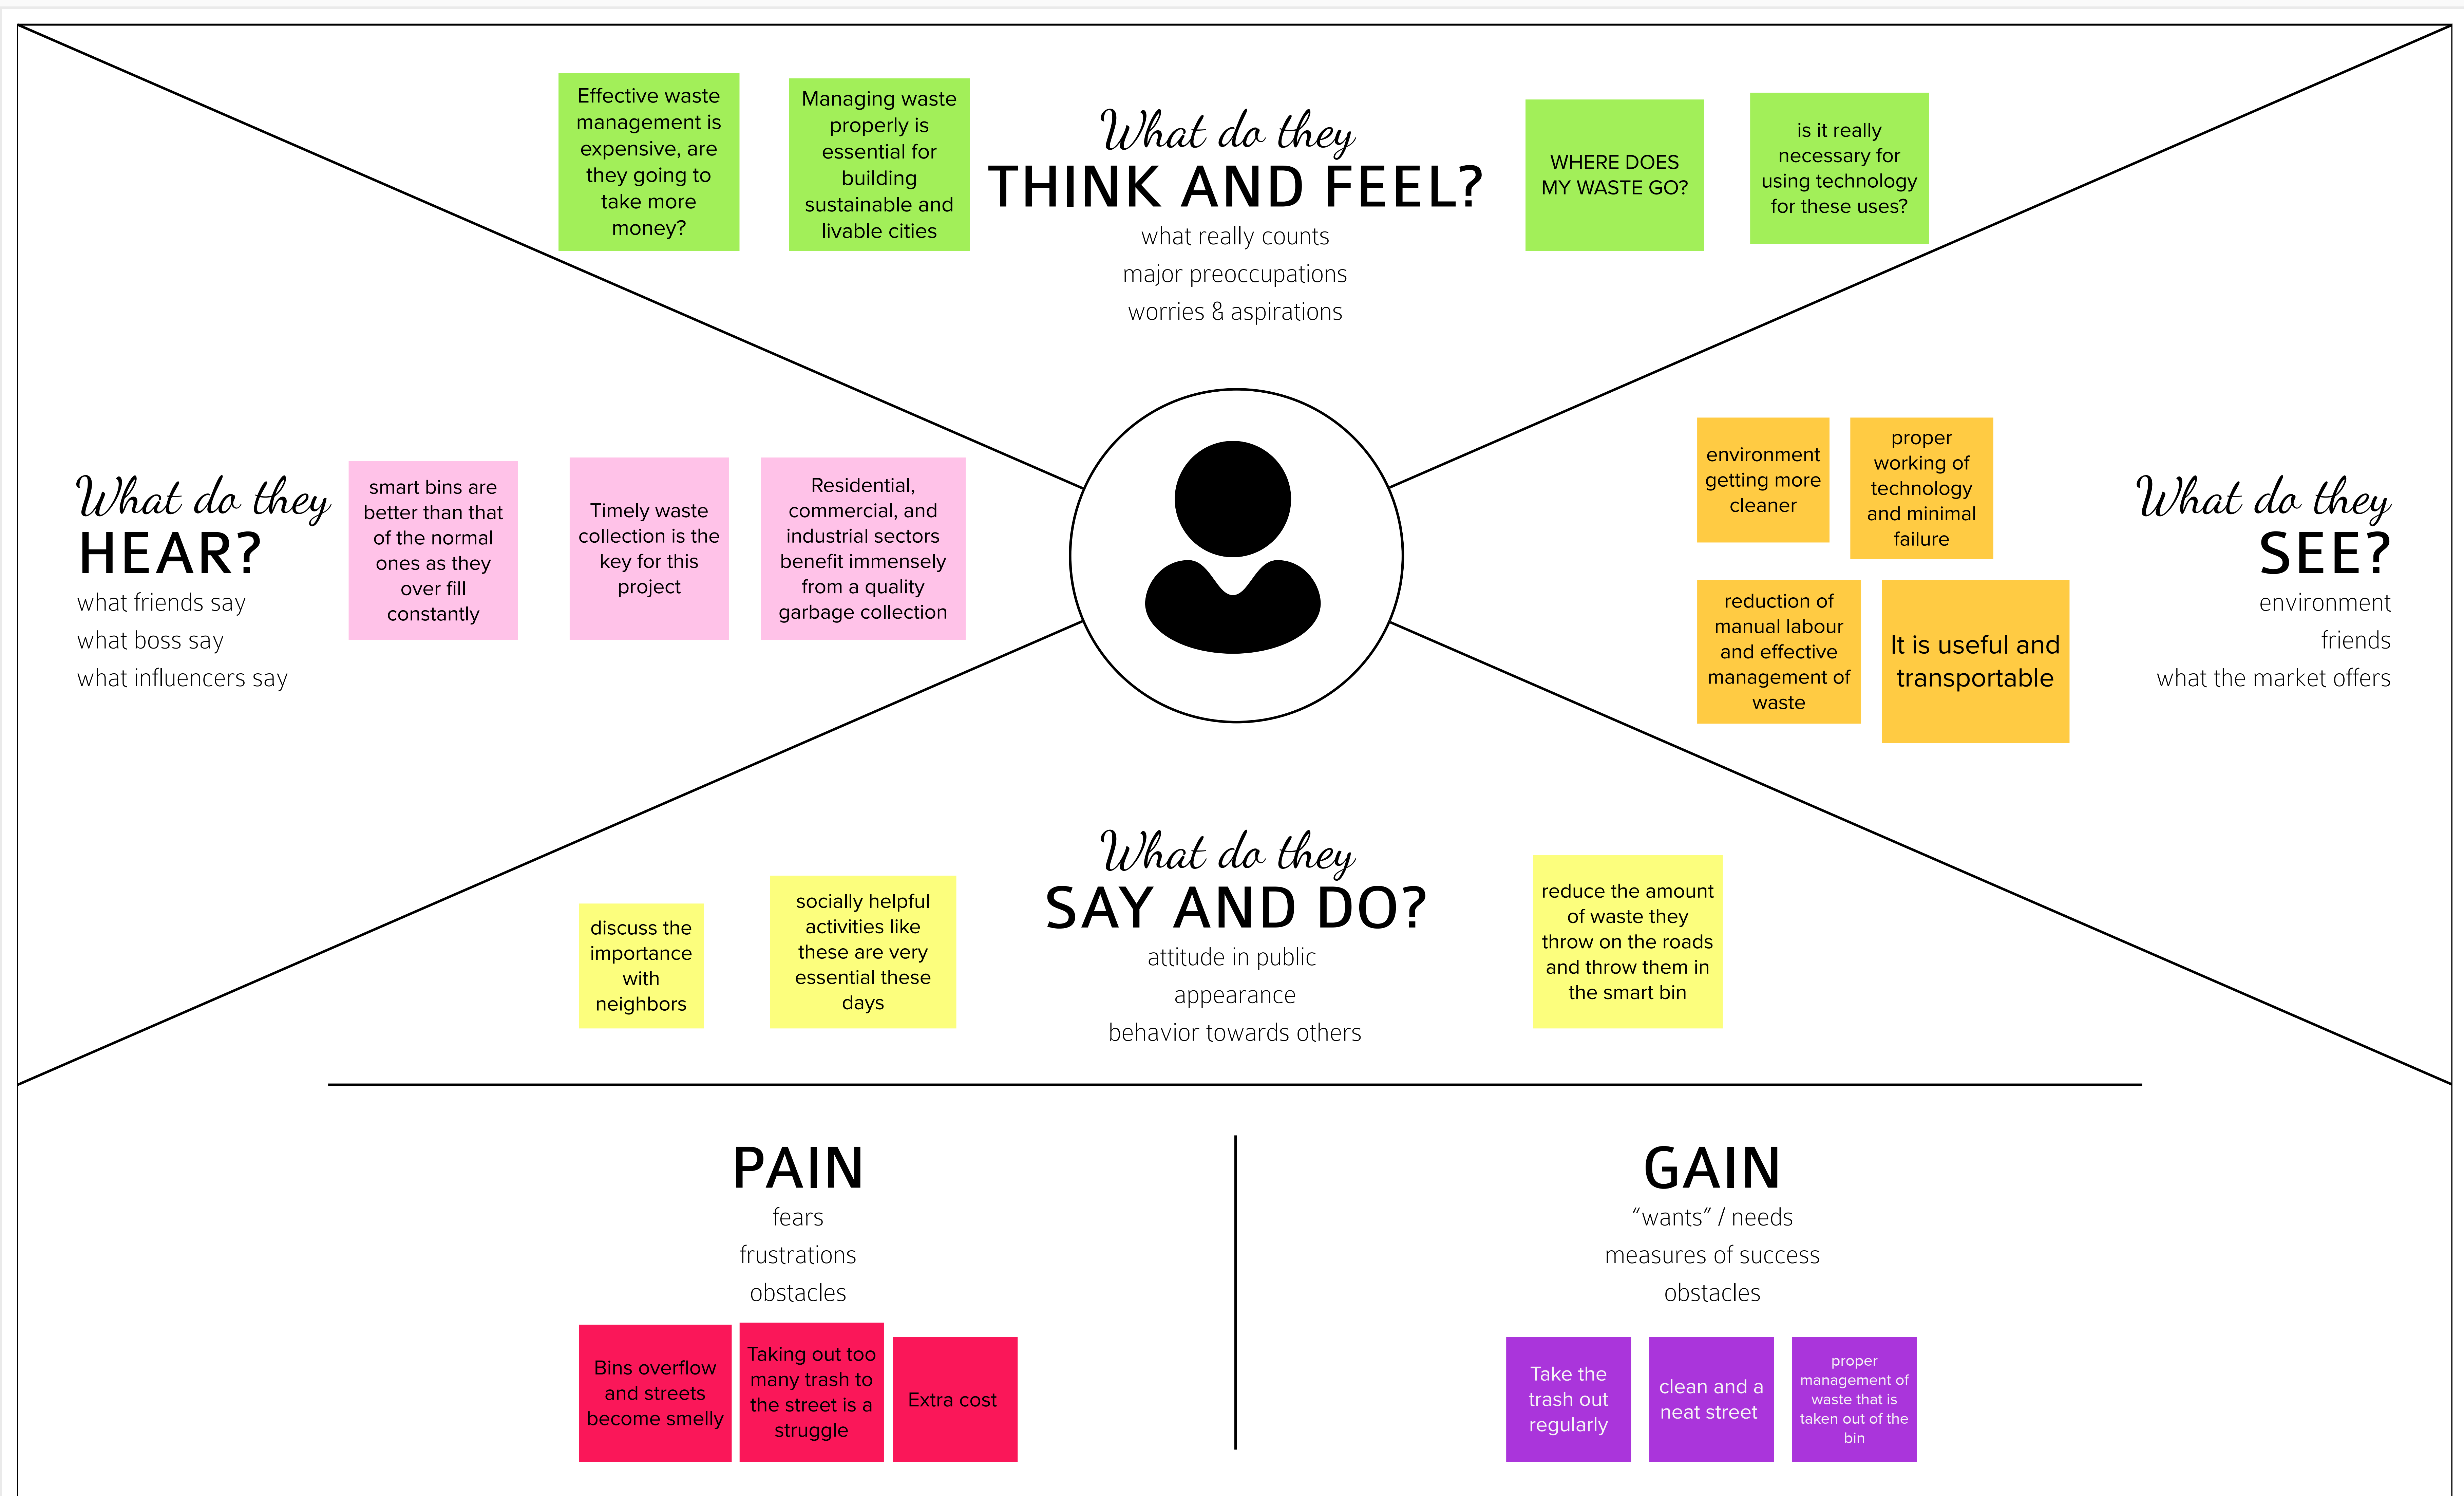 Effective waste
management is
expensive, are
they going to
take more
money?
Managing waste
properly is
essential for
building
sustainable and
livable cities
What do they
THINK AND FEEL?
what really counts
major preoccupations
worries & aspirations
WHERE DOES
MY WASTE GO?
is it really
necessary for
using technology
for these uses?
What do they
HEAR?
what friends say
what boss say
what influencers say
smart bins are
better than that
of the normal
ones as they
over fill
constantly
Timely waste
collection is the
key for this
project
Residential,
commercial, and
industrial sectors
benefit immensely
from a quality
garbage collection
environment
getting more
cleaner
proper
working of
technology
and minimal
failure
reduction of
manual labour
and effective
management of
waste
It is useful and
transportable
What do they
SEE?
environment
friends
what the market offers
discuss the
importance
with
neighbors
socially helpful
activities like
these are very
essential these
days
What do they
SAY AND DO?
attitude in public
appearance
behavior towards others
reduce the amount
of waste they
throw on the roads
and throw them in
the smart bin
PAIN
fears
frustrations
obstacles
Bins overflow
and streets
become smelly
Taking out too
many trash to
the street is a
struggle
Extra cost
GAIN
“wants” / needs
measures of success
obstacles
Take the
trash out
regularly
clean and a
neat street
proper
management of
waste that is
taken out of the
bin